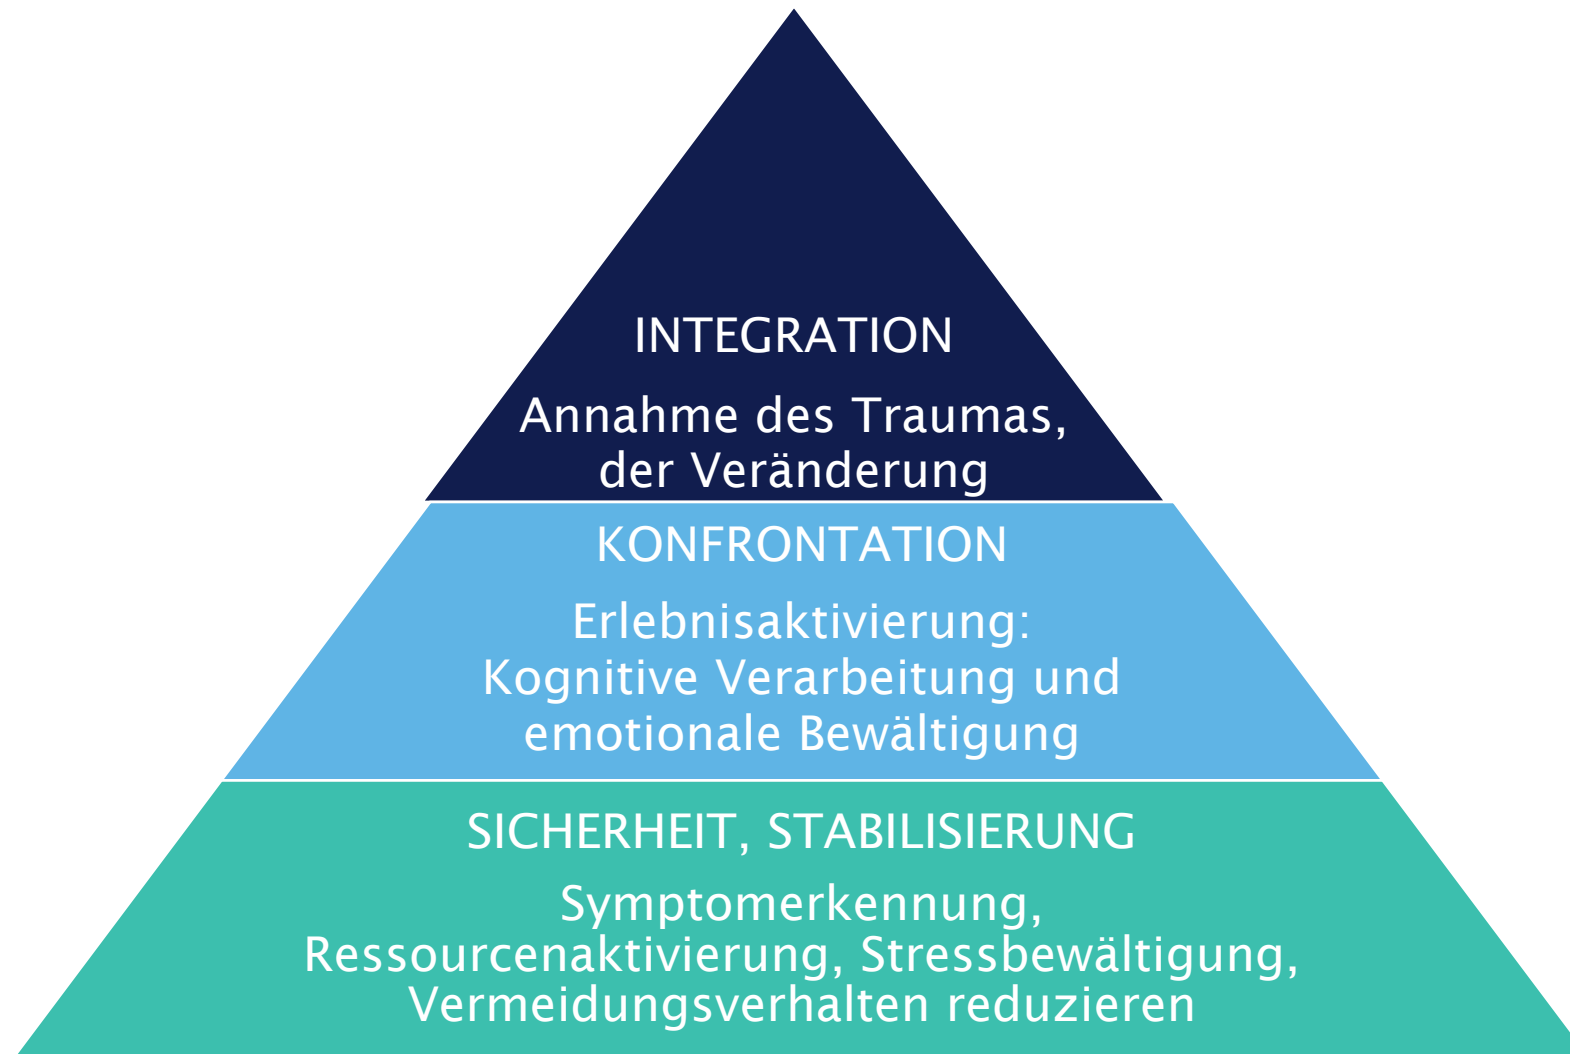 INTEGRATION
Annahme des Traumas,
der Veränderung
KONFRONTATION
Erlebnisaktivierung:
Kognitive Verarbeitung und
emotionale Bewältigung
SICHERHEIT, STABILISIERUNG
Symptomerkennung,
Ressourcenaktivierung, Stressbewältigung,
Vermeidungsverhalten reduzieren